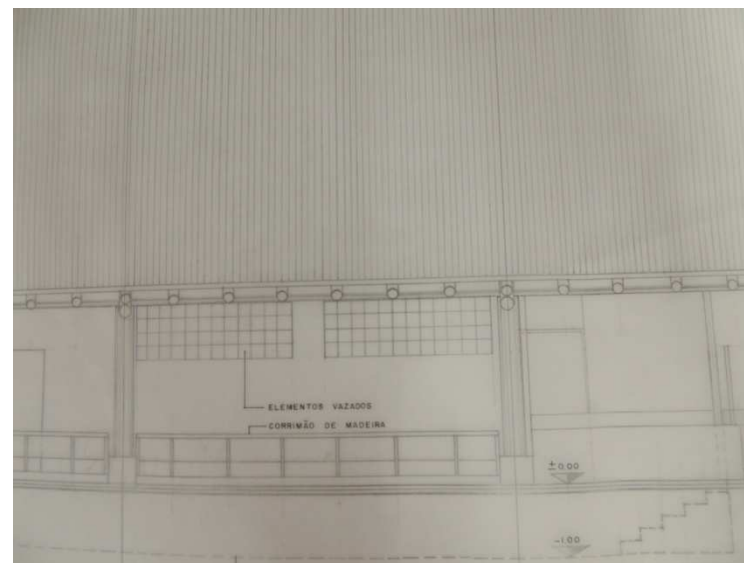 ELEMENTOS VAZADOS
CORRIMÃO DE MADEIRA
±0.00
-1.00